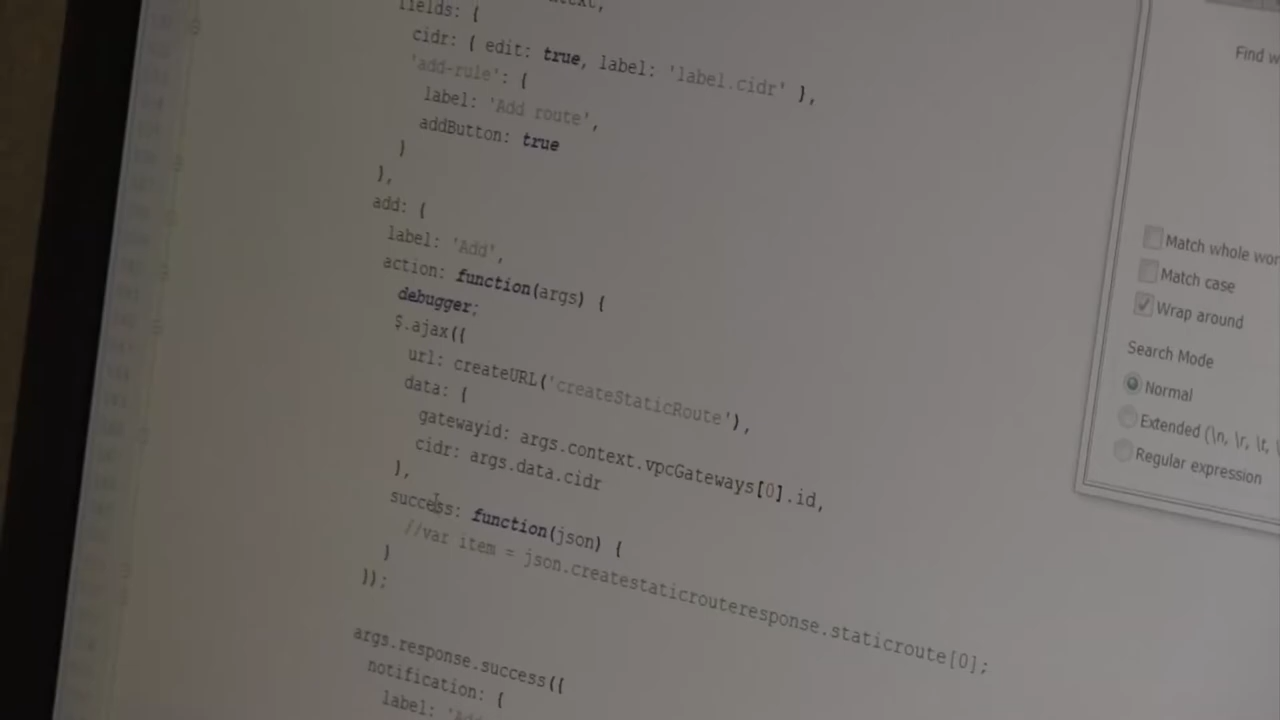 fields: {
cidr: { edit: true, label: 'label.cidr' },
'add-rule': {
label: 'Add route',
addButton: true
}
},
add: {
label: 'Add',
action: function(args) {
debugger;
$.ajax({
url: createURL('createStaticRoute'),
data: {
gatewayid: args.context.vpcGateways[0].id,
cidr: args.data.cidr
},
success: function(json) {
//var item = json.createstaticrouteresponse.staticroute[0];
}
});
args.response.success({
notification: {
label:
Find
Match whole
Match case
Wrap around
Search Mode
Normal
Extended (\n, \r, \t,
Regular expression